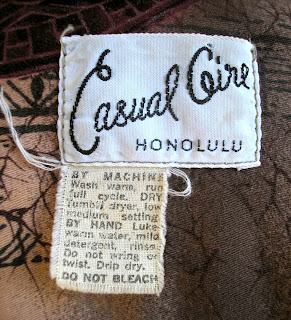 Casual Aire
HONOLULU
BY MACHINE
Wash warm, run
full cycle. DRY
Tumble dryer, low
medium setting.
BY HAND Luke-
warm water, mild
detergent, rinse.
Do not wring or
twist. Drip dry.
DO NOT BLEACH